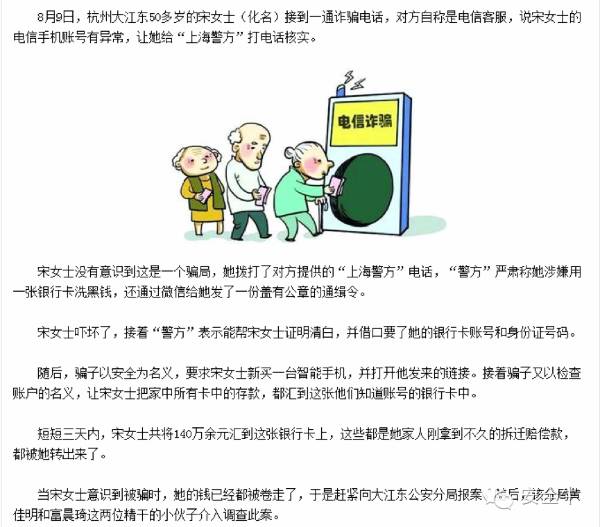 8月9日，杭州大江东50多岁的宋女士（化名）接到一通诈骗电话，对方自称是电信客服，说宋女士的
电信手机账号有异常，让她给“上海警方”打电话核实。
电信诈骗
宋女士没有意识到这是一个骗局，她拨打了对方提供的“上海警方”电话，“警方”严肃称她涉嫌用
一张银行卡洗黑钱，还通过微信给她发了一份盖有公章的通缉令。
宋女士吓坏了，接着“警方”表示能帮宋女士证明清白，并借口要了她的银行卡账号和身份证号码。
随后，骗子以安全为名义，要求宋女士新买一台智能手机，并打开他发来的链接。接着骗子又以检查
账户的名义，让宋女士把家中所有卡中的存款，都汇到这张他们知道账号的银行卡中。
短短三天内，宋女士共将140万余元汇到这张银行卡上，这些都是她家人刚拿到不久的拆迁赔偿款，
都被她转出来了。
当宋女士意识到被骗时，她的钱已经都被卷走了，于是赶紧向大江东公安分局报案，之后，该分局黄
佳明和富晨琦这两位精干的小伙子介入调查此案。